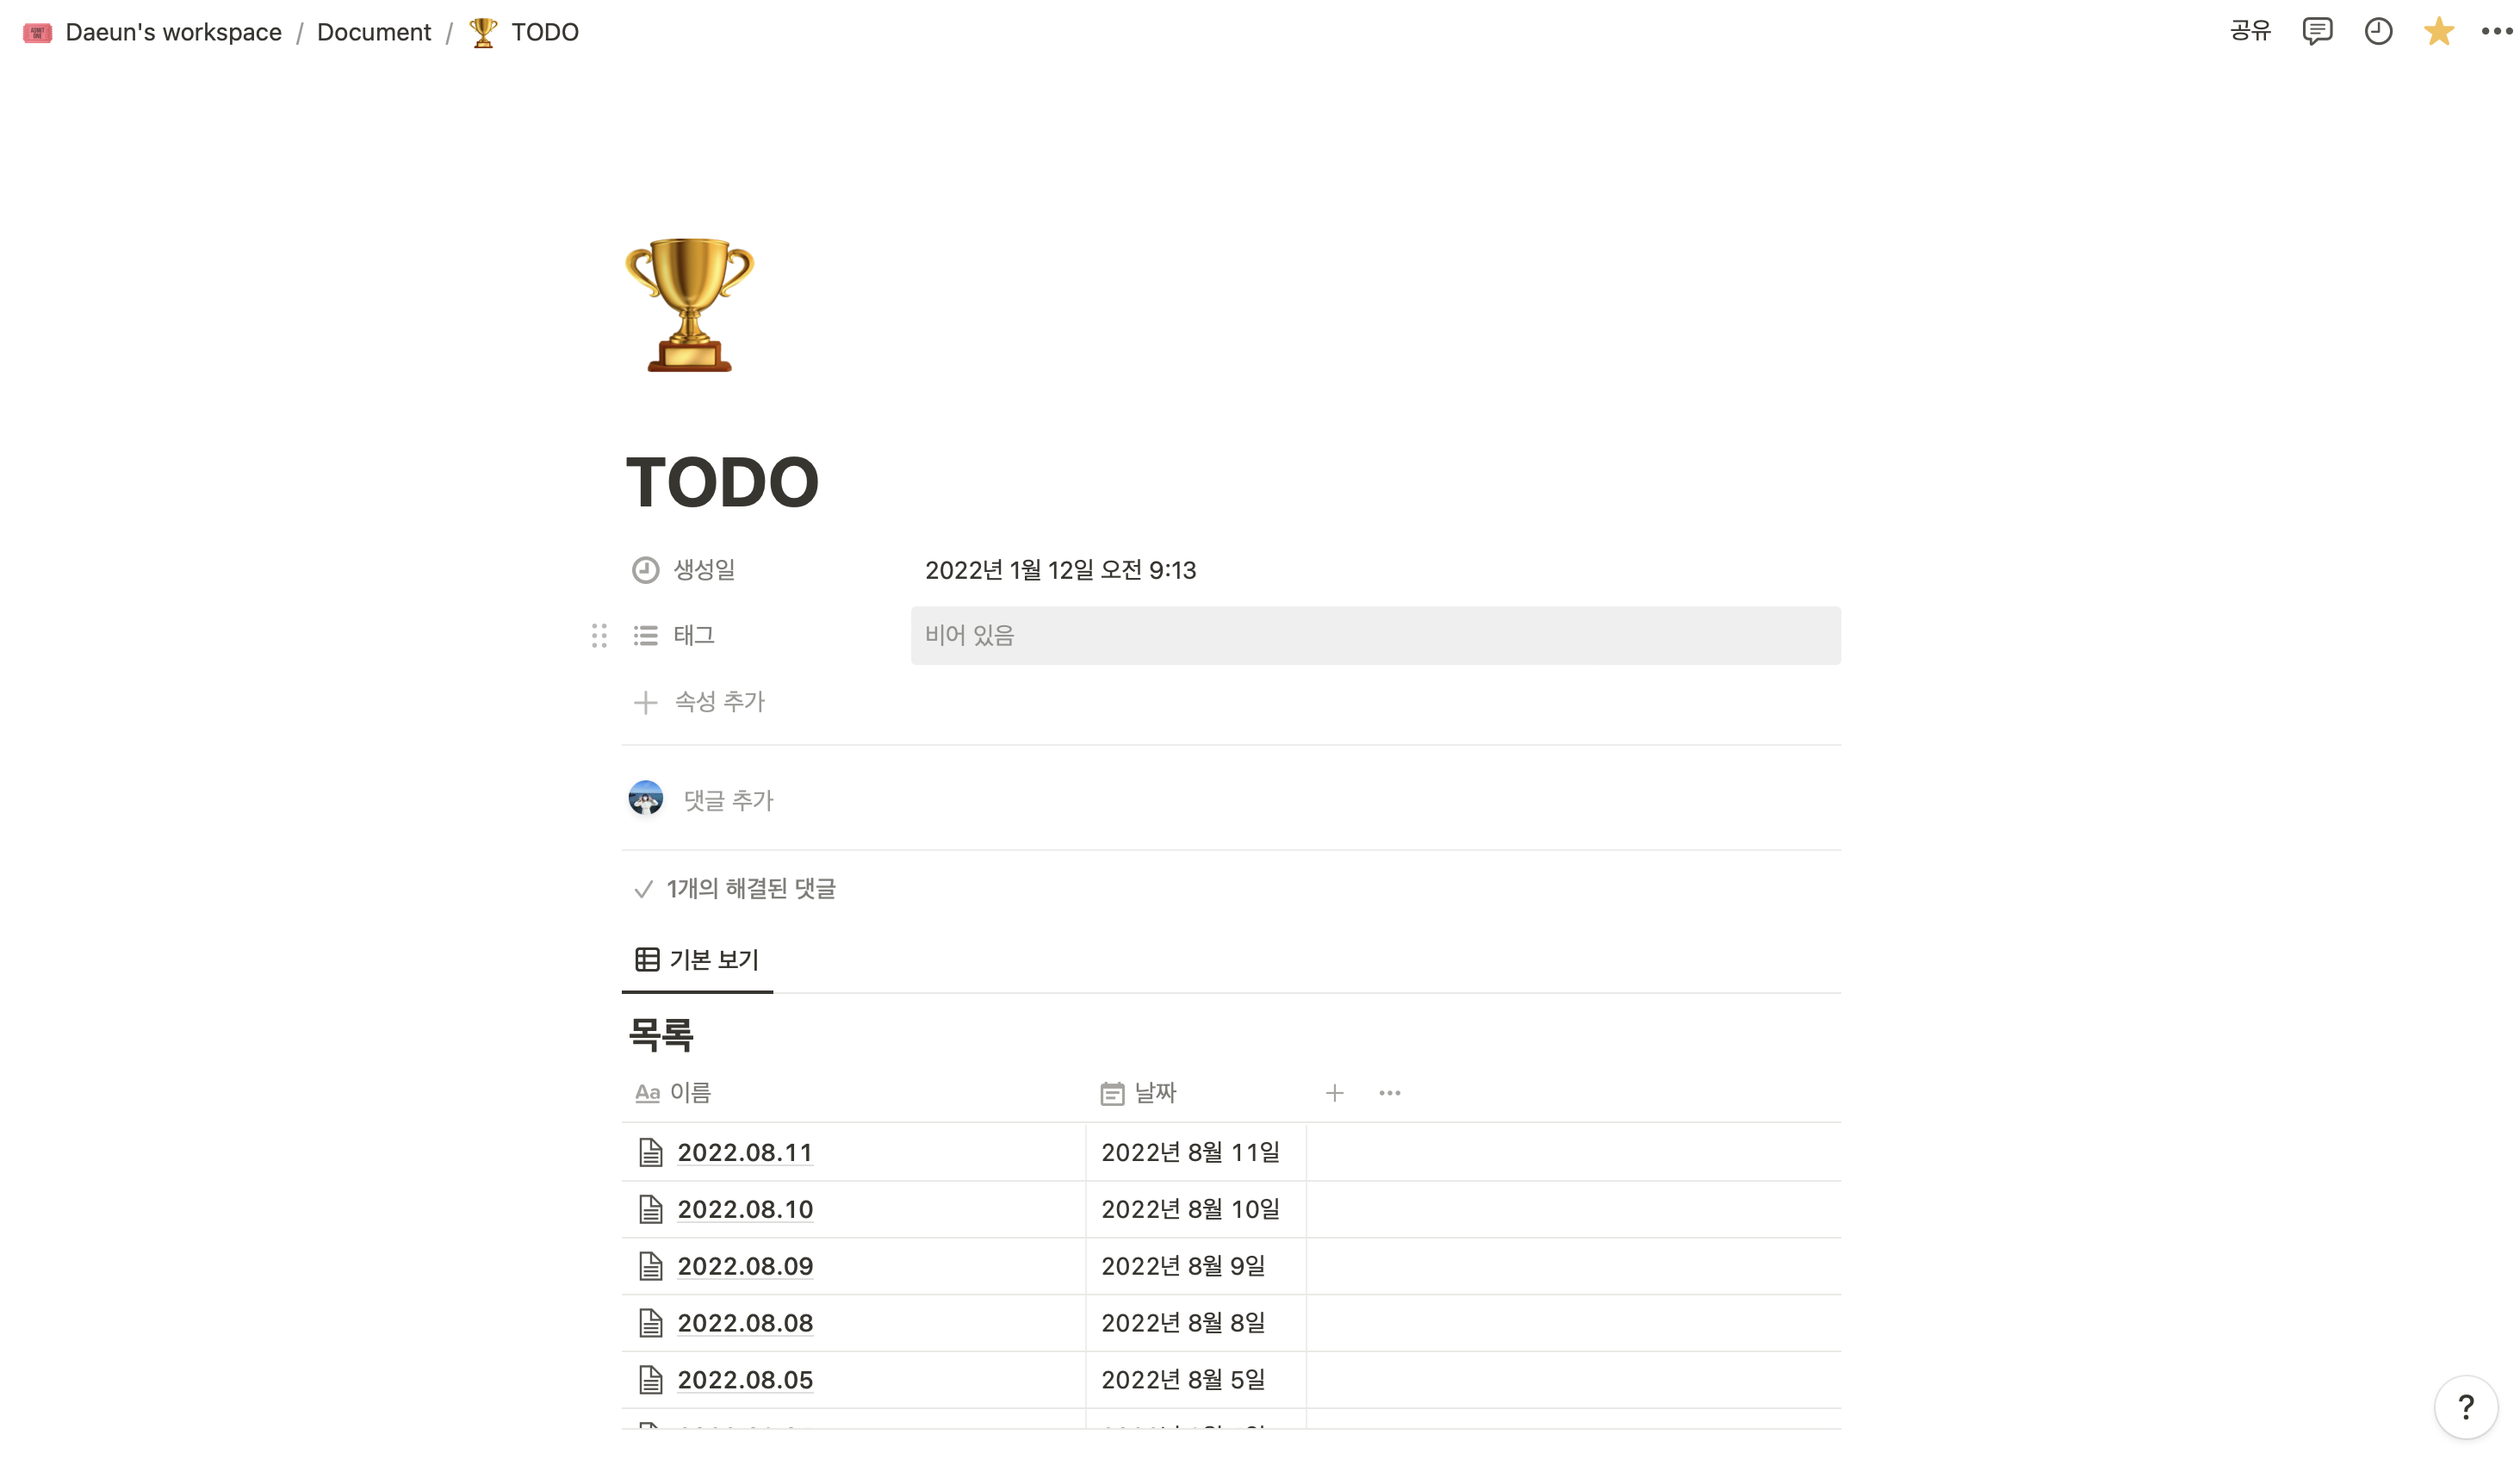 Daeun's workspace / Document / TODO
공유
TODO
생성일 2022년 1월 12일 오전 9:13
태그 비어 있음
속성 추가
댓글 추가
1개의 해결된 댓글
기본 보기
목록
Aa 이름 날짜
2022.08.11 2022년 8월 11일
2022.08.10 2022년 8월 10일
2022.08.09 2022년 8월 9일
2022.08.08 2022년 8월 8일
2022.08.05 2022년 8월 5일
?